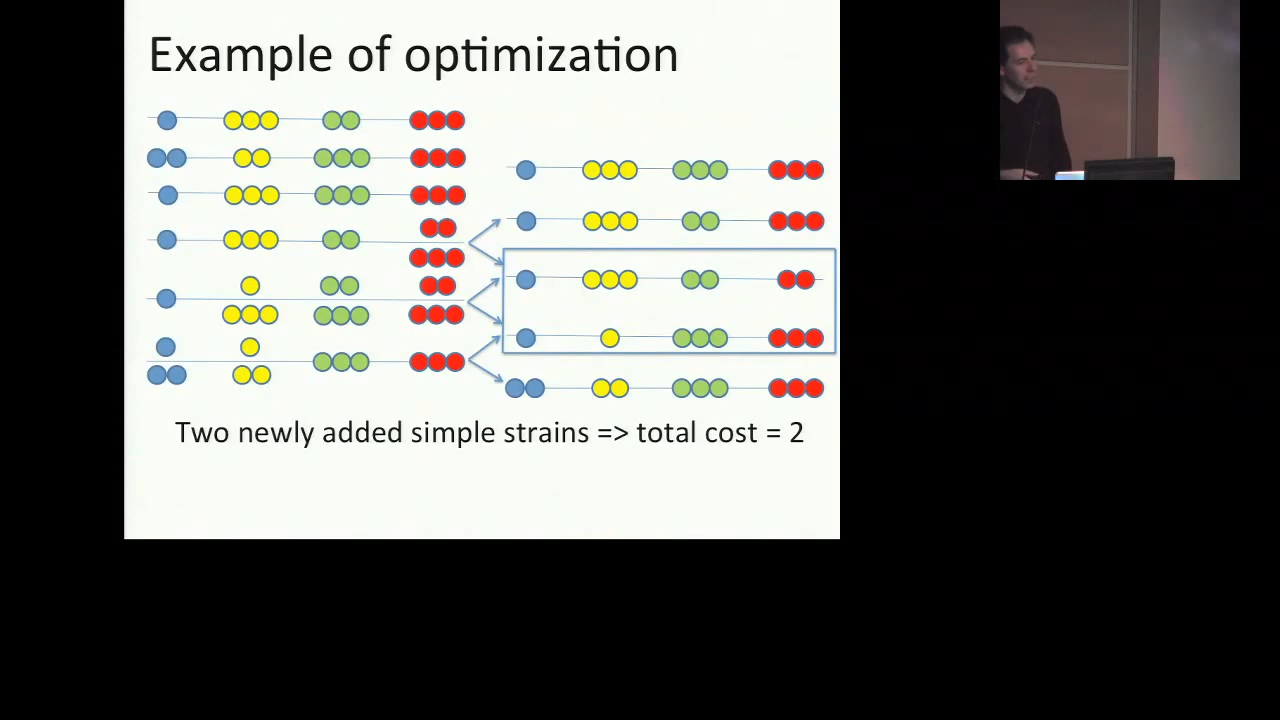 Example of optimization
Two newly added simple strains => total cost = 2